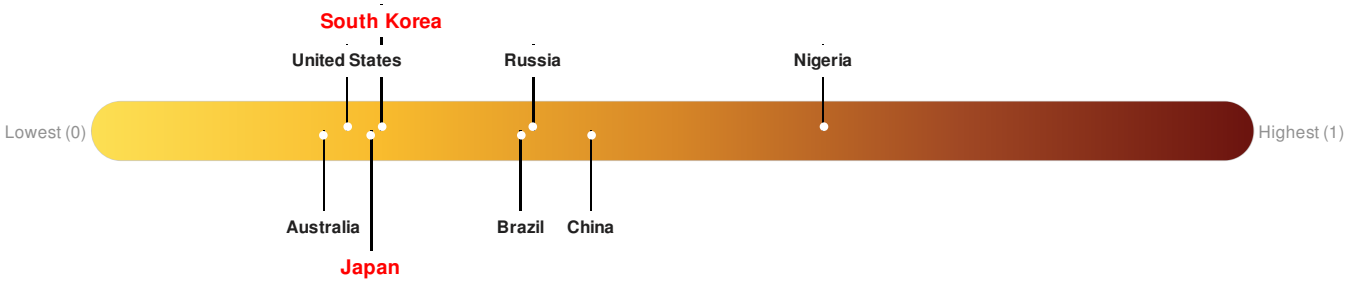 South Korea
United States
Russia
Nigeria
Lowest (0)
Highest (1)
Australia
Brazil
China
Japan